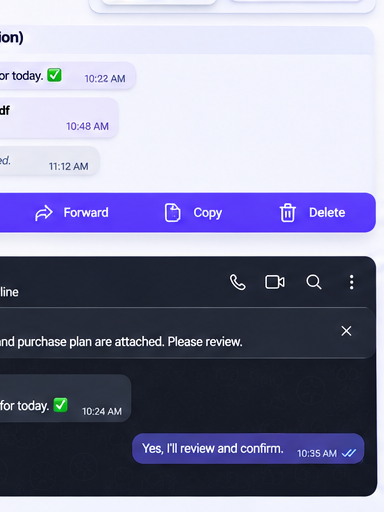 ion)
or today. ✅ 10:22 AM
df
10:48 AM
ed. 11:12 AM
Forward Copy Delete
line
and purchase plan are attached. Please review.
for today. ✅ 10:24 AM
Yes, I'll review and confirm. 10:35 AM